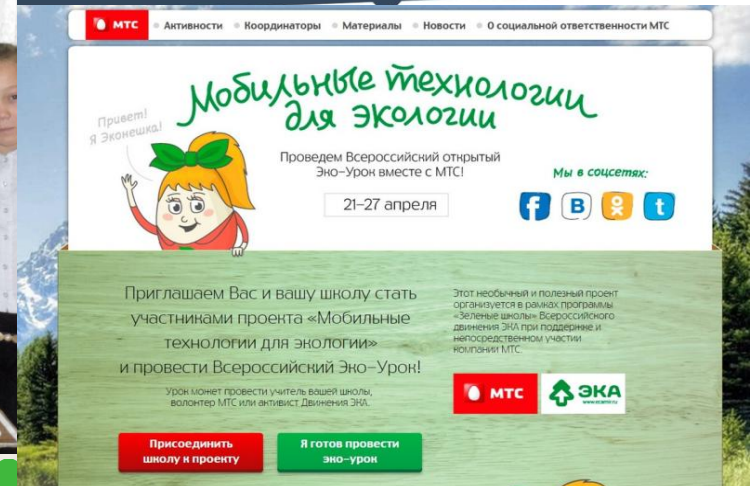 МТС Активности Координаторы Материалы Новости О социальной ответственности МТС
Мобильные технологии
для экологии
Привет!
Я Эконешка!
Проведем Всероссийский открытый
Эко-Урок вместе с МТС!
21-27 апреля
Мы в соцсетях:
f B t
Приглашаем Вас и вашу школу стать
участниками проекта «Мобильные
технологии для экологии»
и провести Всероссийский Эко-Урок!
Урок может провести учитель вашей школы,
волонтер МТС или активист Движения ЭКА.
Присоединить
школу к проекту
Я готов провести
эко-урок
Этот необычный и полезный проект
организуется в рамках программы
«Зеленые школы» Всероссийского
движения ЭКА при поддержке и
непосредственном участии
компании МТС.
МТС
ЭКА